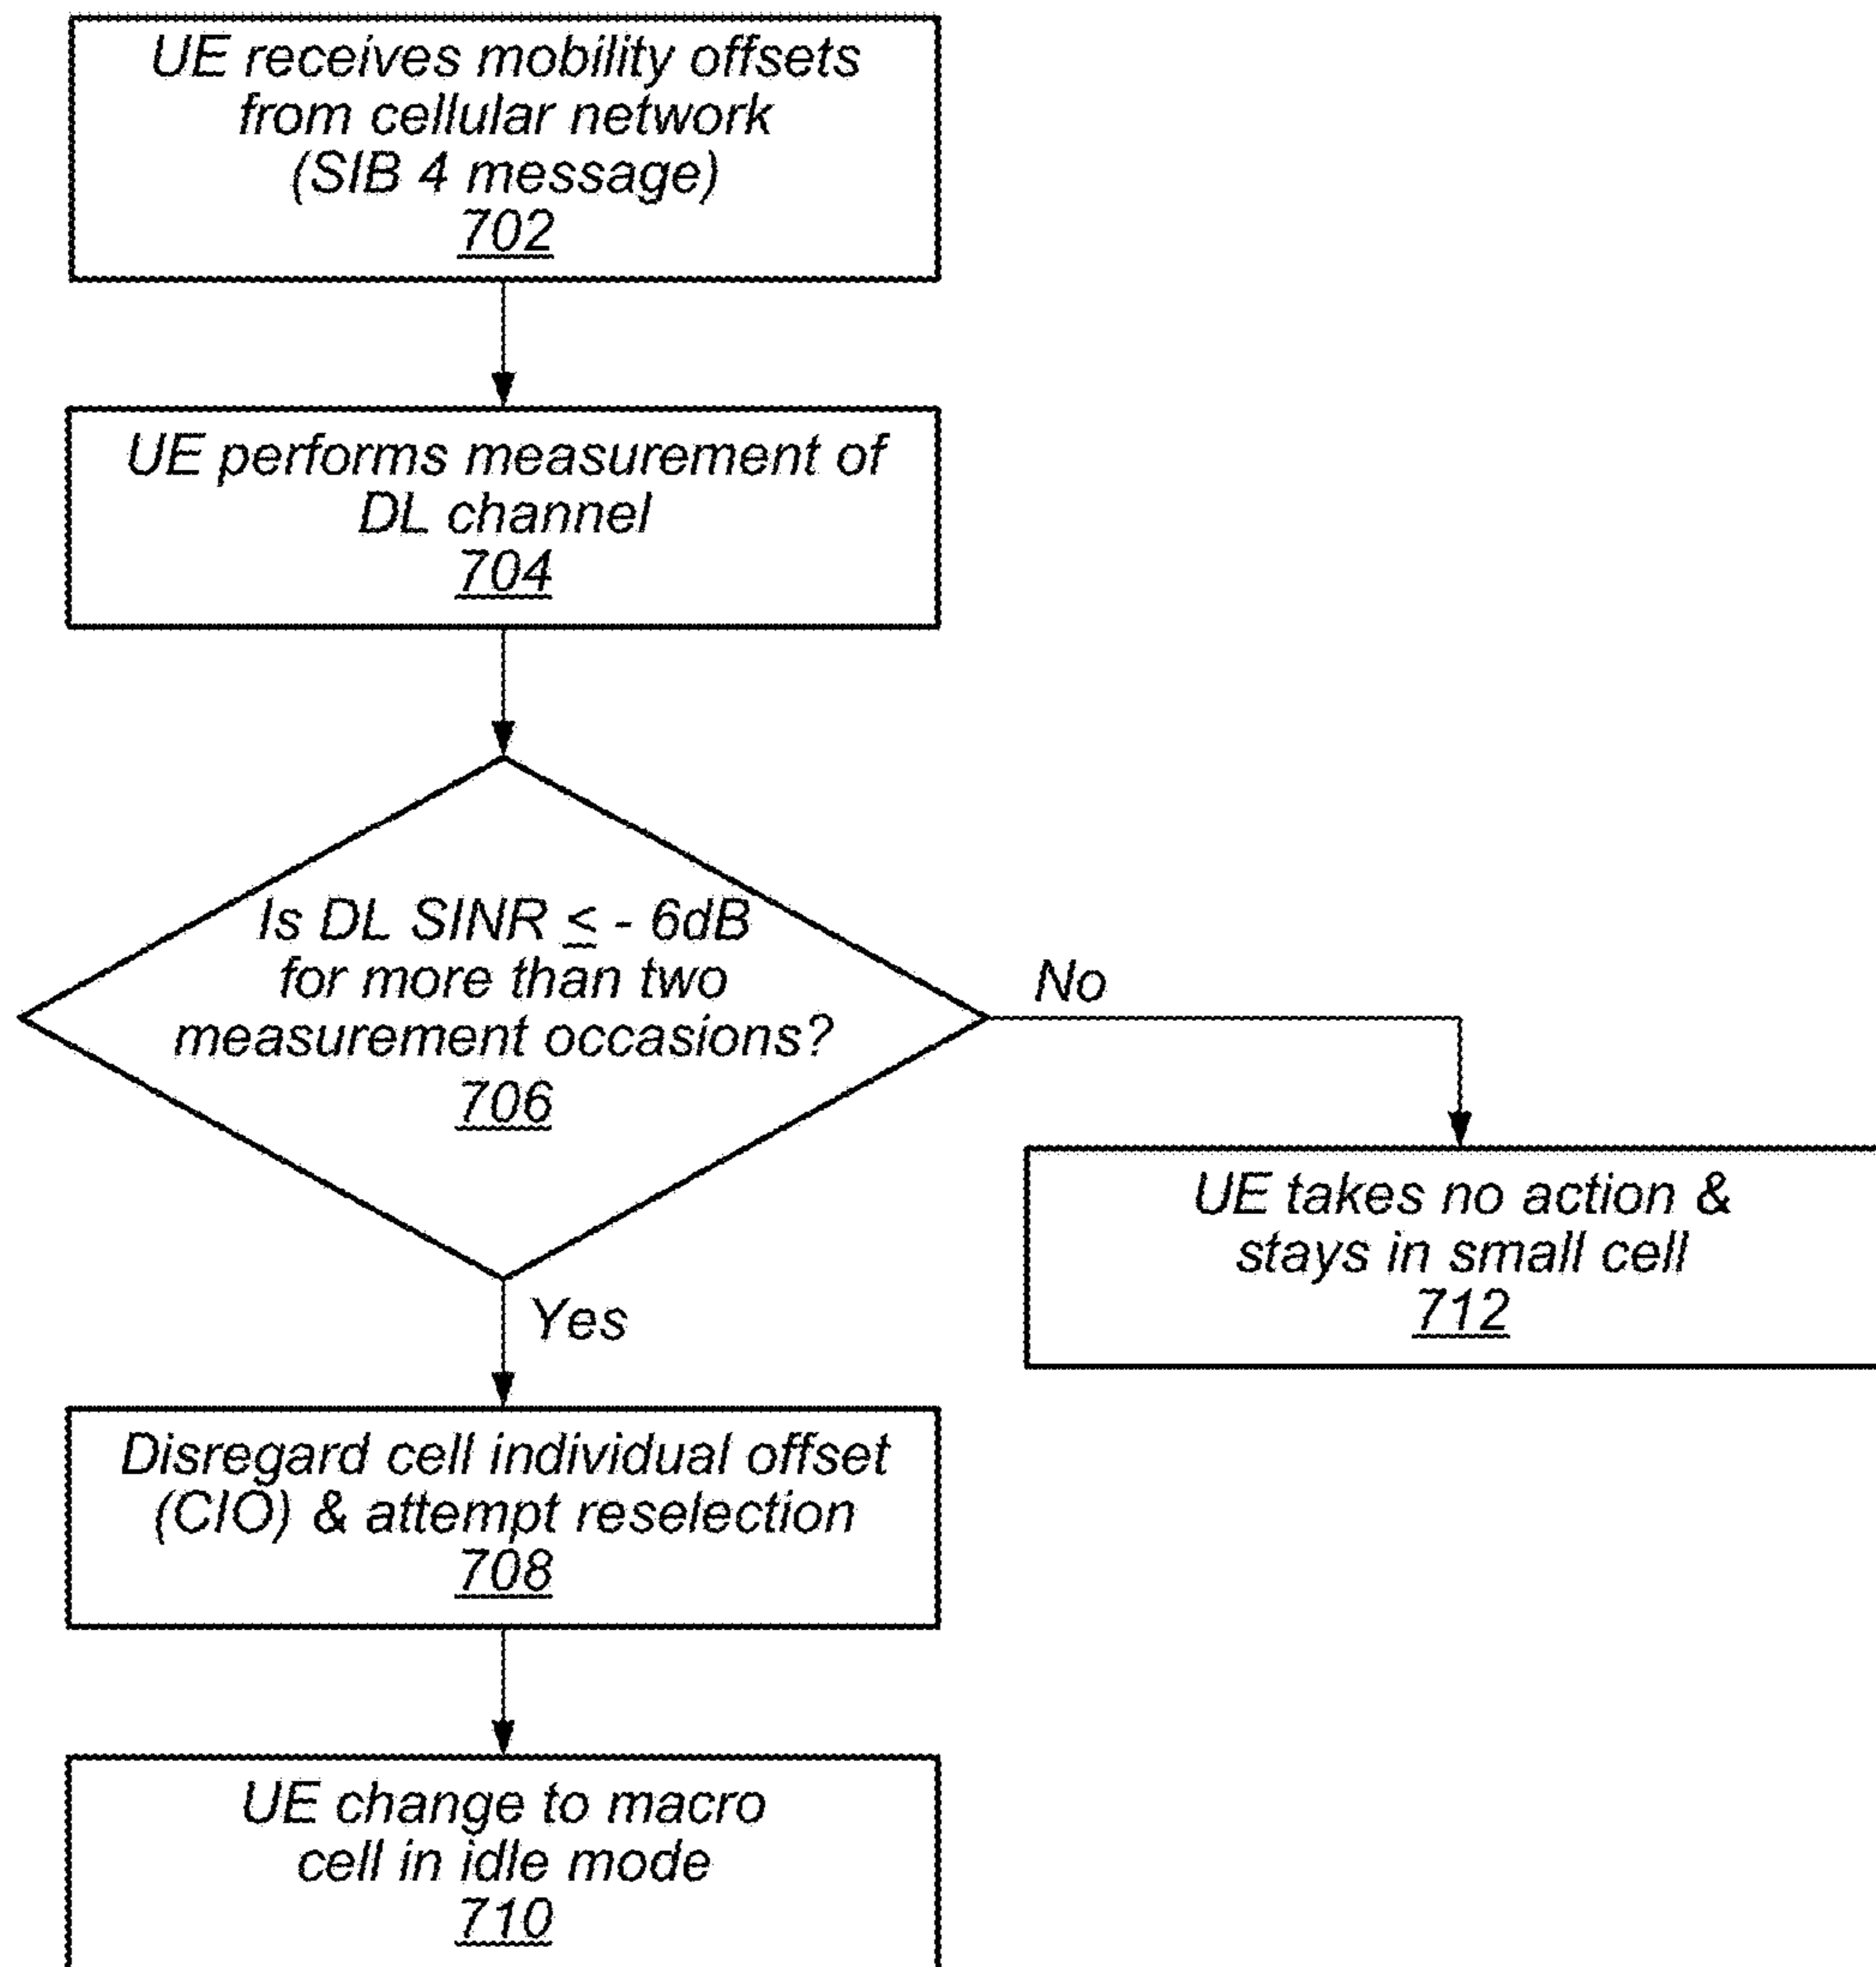 UE receives mobility offsets
from cellular network
(SIB 4 message)
702
UE performs measurement of
DL channel
704
Is DL SINR ≤ - 6dB
for more than two
measurement occasions?
706
No
UE takes no action &
stays in small cell
712
Yes
Disregard cell individual offset
(CIO) & attempt reselection
708
UE change to macro
cell in idle mode
710